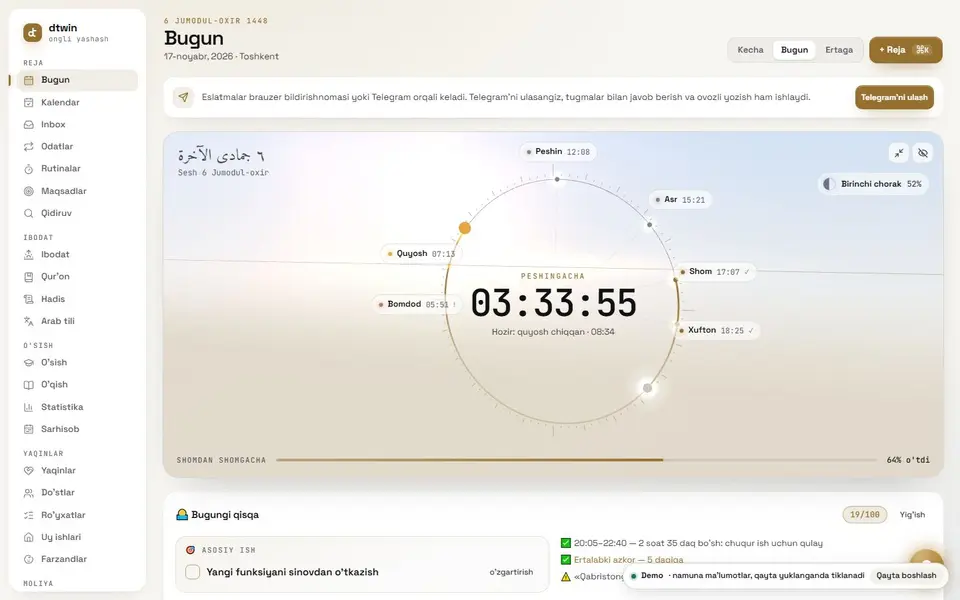 dtwin
ongli yashash
REJA
Bugun
Kalendar
Inbox
Odatlar
Rutinalar
Maqsadlar
Qidiruv
IBODAT
Ibodat
Qur'on
Hadis
Arab tili
O'SISH
O'sish
O'qish
Statistika
Sarhisob
YAQINLAR
Yaqinlar
Do'stlar
Ro'yxatlar
Uy ishlari
Farzandlar
MOLIYA
6 JUMODUL-OXIR 1448
Bugun
17-noyabr, 2026 · Toshkent
Kecha
Bugun
Ertaga
+ Reja ⌘K
Eslatmalar brauzer bildirishnomasi yoki Telegram orqali keladi. Telegram'ni ulasangiz, tugmalar bilan javob berish va ovozli yozish ham ishlaydi.
Telegram'ni ulash
٦ جمادى الآخرة
Sesh 6 Jumodul-oxir
Birinchi chorak 52%
Peshin 12:08
Asr 15:21
Quyosh 07:13
Shom 17:07 ✓
Bomdod 05:51 !
Xufton 18:25 ✓
PESHINGACHA
03:33:55
Hozir: quyosh chiqqan · 08:34
SHOMDAN SHOMGACHA
64% o'tdi
Bugungi qisqa
19/100
Yig'ish
ASOSIY ISH
Yangi funksiyani sinovdan o'tkazish
o'zgartirish
20:05–22:40 — 2 soat 35 daq bo'sh: chuqur ish uchun qulay
Ertalabki azkor — 5 daqiqa
«Qabriston
Demo · namuna ma'lumotlar, qayta yuklanganda tiklanadi
Qayta boshlash